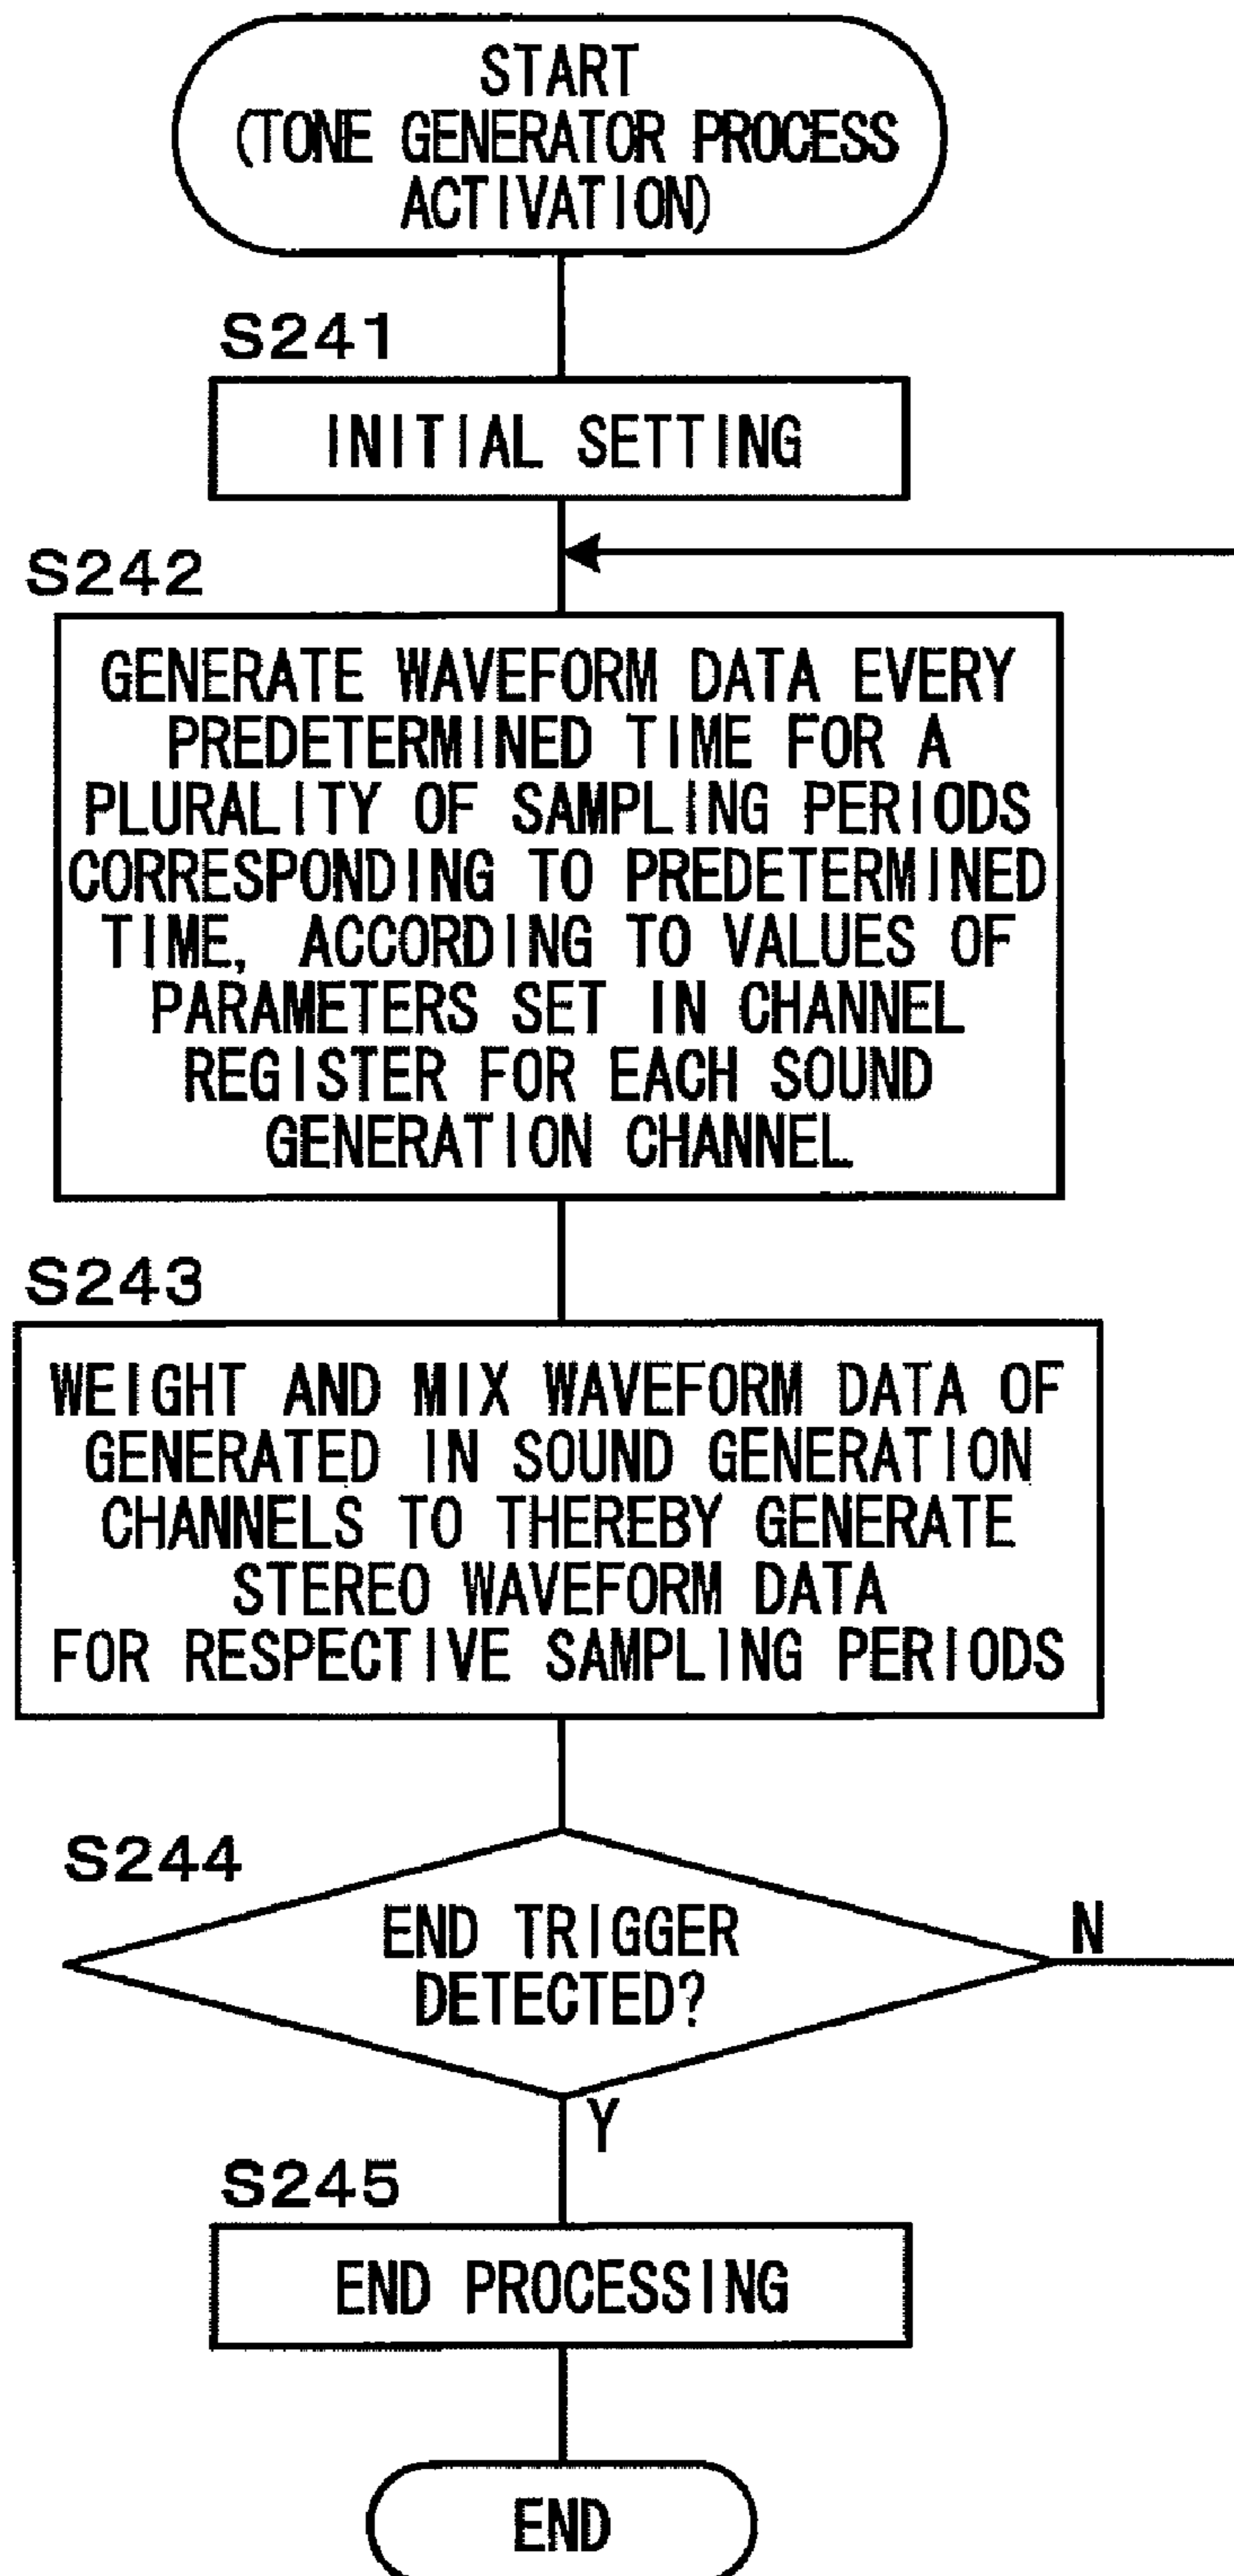 START
(TONE GENERATOR PROCESS
ACTIVATION)
S241
INITIAL SETTING
S242
GENERATE WAVEFORM DATA EVERY
PREDETERMINED TIME FOR A
PLURALITY OF SAMPLING PERIODS
CORRESPONDING TO PREDETERMINED
TIME, ACCORDING TO VALUES OF
PARAMETERS SET IN CHANNEL
REGISTER FOR EACH SOUND
GENERATION CHANNEL
S243
WEIGHT AND MIX WAVEFORM DATA OF
GENERATED IN SOUND GENERATION
CHANNELS TO THEREBY GENERATE
STEREO WAVEFORM DATA
FOR RESPECTIVE SAMPLING PERIODS
S244
END TRIGGER
DETECTED?
N
Y
S245
END PROCESSING
END